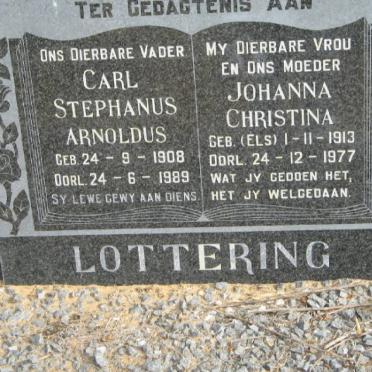 TER GEDAGTENIS AAN
ONS DIERBARE VADER
CARL
STEPHANUS
ARNOLDUS
GEB. 24 - 9 - 1908
OORL. 24 - 6 - 1989
SY LEWE GEWY AAN DIENS
MY DIERBARE VROU
EN ONS MOEDER
JOHANNA
CHRISTINA
GEB. (ELS) 1 - 11 - 1913
OORL. 24 - 12 - 1977
WAT JY GEDOEN HET,
HET JY WELGEDAAN.
LOTTERING